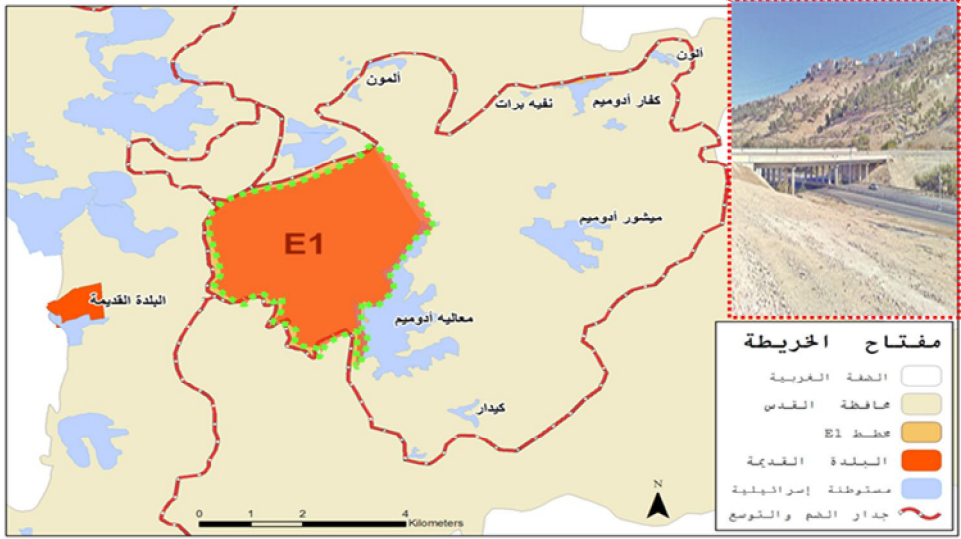 ألون
ألمون
كفار أدوميم
نفيه برات
ميشور أدوميم
E1
البلدة القديمة
معاليه أدوميم
كيدار
مفتاح الخريطة
الضفة الغربية
محافظة القدس
مخطط E1
البلدة القديمة
مستوطنة إسرائيلية
جدار الضم والتوسع
N
0 1 2 4
Kilometers